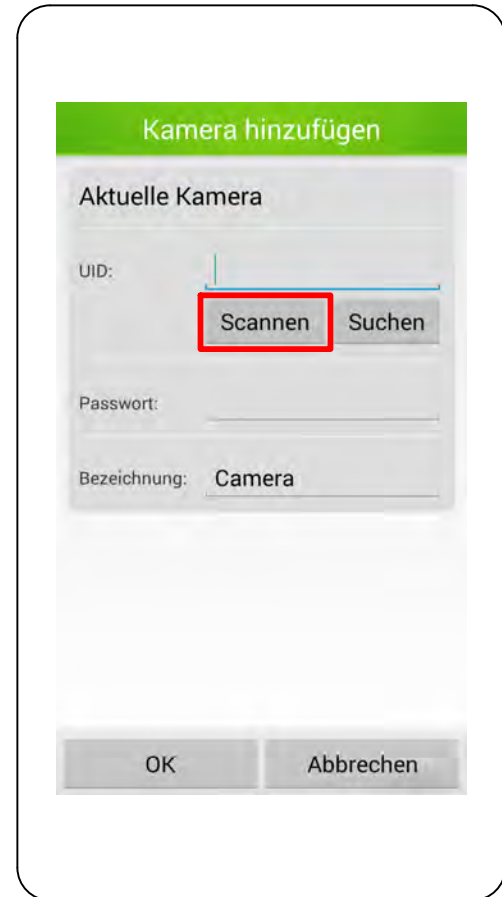 Kamera hinzufügen
Aktuelle Kamera
UID:
Scannen Suchen
Passwort:
Bezeichnung: Camera
OK Abbrechen